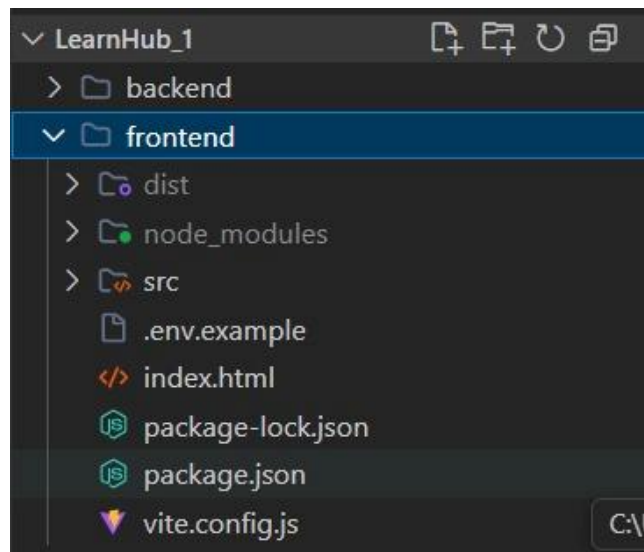 LearnHub_1
backend
frontend
dist
node_modules
src
.env.example
index.html
package-lock.json
package.json
vite.config.js
C:\